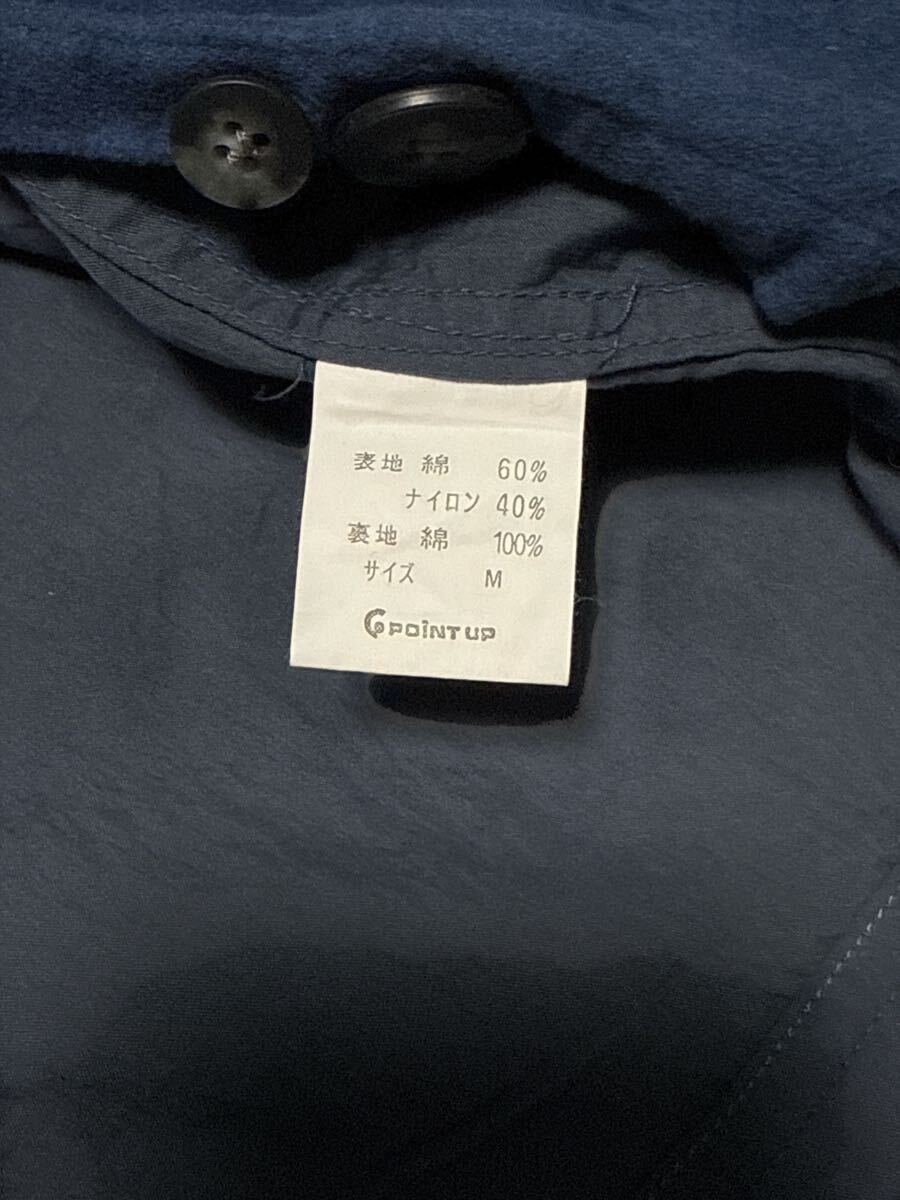 表地 綿 60%
ナイロン 40%
裏地 綿 100%
サイズ M
POINT UP